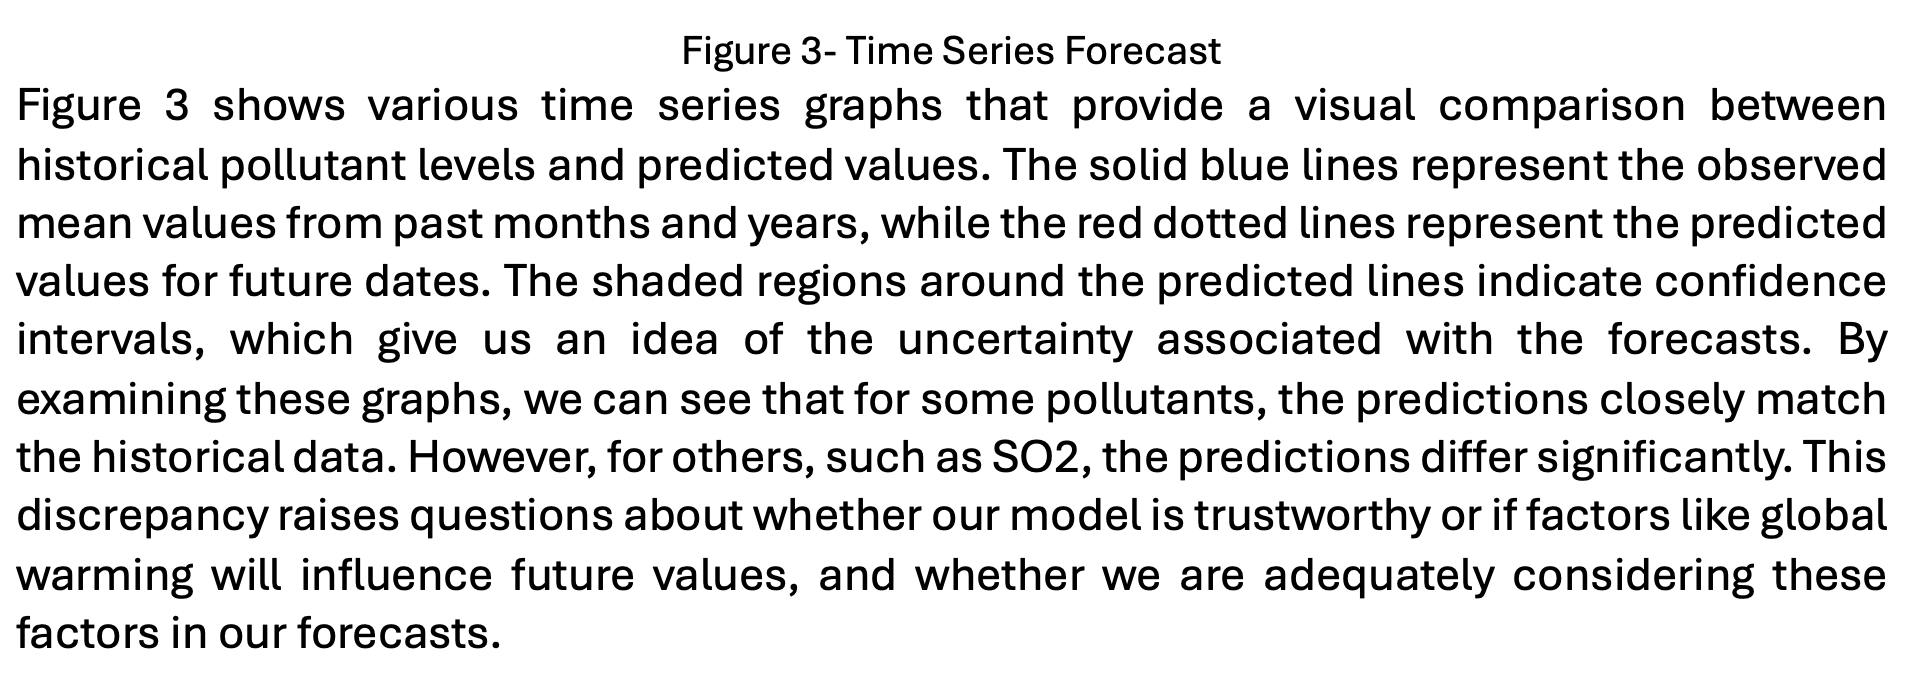 Figure 3- Time Series Forecast
Figure 3 shows various time series graphs that provide a visual comparison between
historical pollutant levels and predicted values. The solid blue lines represent the observed
mean values from past months and years, while the red dotted lines represent the predicted
values for future dates. The shaded regions around the predicted lines indicate confidence
intervals, which give us an idea of the uncertainty associated with the forecasts. By
examining these graphs, we can see that for some pollutants, the predictions closely match
the historical data. However, for others, such as SO2, the predictions differ significantly. This
discrepancy raises questions about whether our model is trustworthy or if factors like global
warming will influence future values, and whether we are adequately considering these
factors in our forecasts.